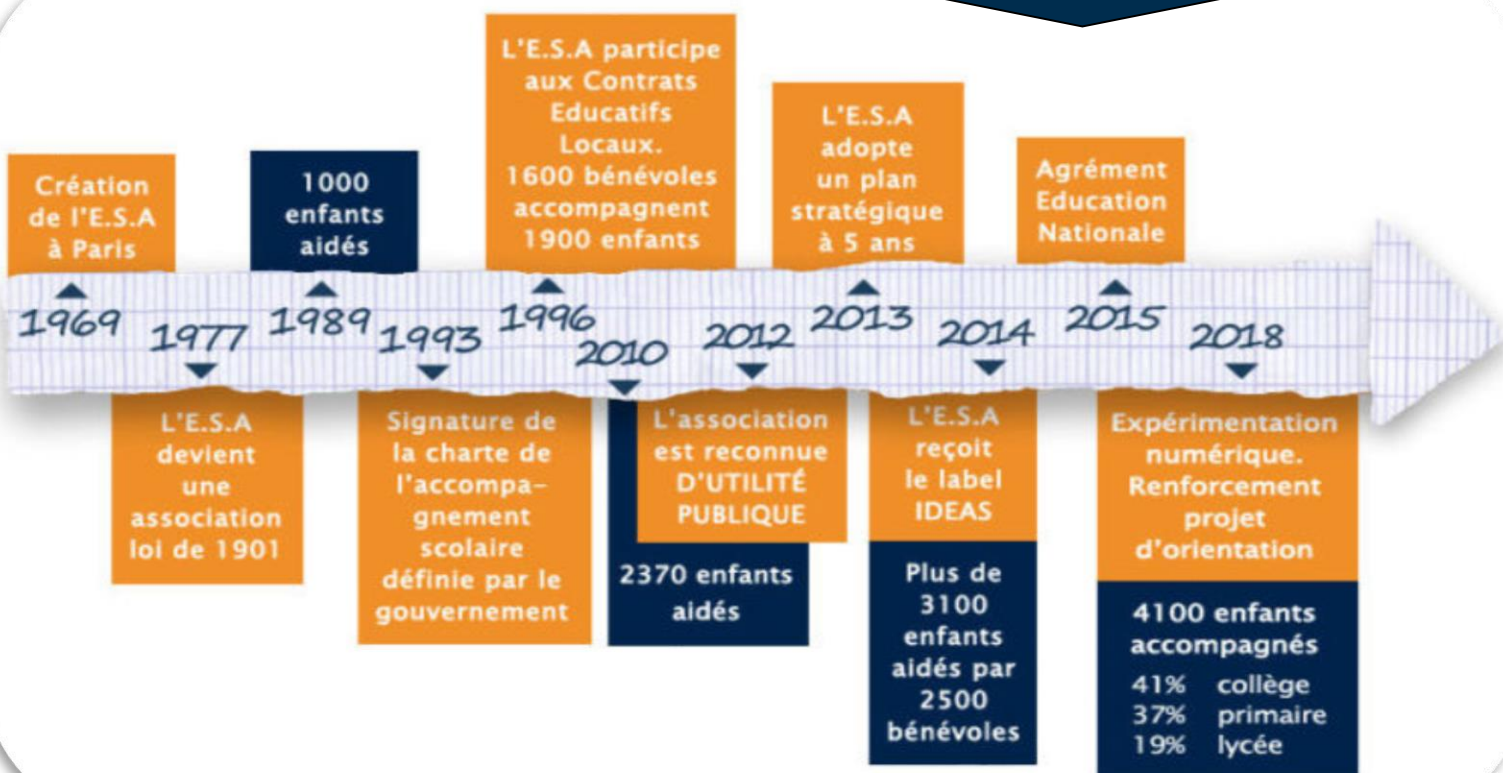 Création
de l'E.S.A
à Paris
1000
enfants
aidés
L'E.S.A participe
aux Contrats
Educatifs
Locaux.
1600 bénévoles
accompagnent
1900 enfants
L'E.S.A
adopte
un plan
stratégique
à 5 ans
Agrément
Education
Nationale
1969
1977
1989
1993
1996
2010
2012
2013
2014
2015
2018
L'E.S.A
devient
une
association
loi de 1901
Signature de
la charte de
l'accompa-
gnement
scolaire
définie par le
gouvernement
2370 enfants
aidés
L'association
est reconnue
D'UTILITÉ
PUBLIQUE
L'E.S.A
reçoit
le label
IDEAS
Plus de
3100
enfants
aidés par
2500
bénévoles
Expérimentation
numérique.
Renforcement
projet
d'orientation
4100 enfants
accompagnés
41% collège
37% primaire
19% lycée